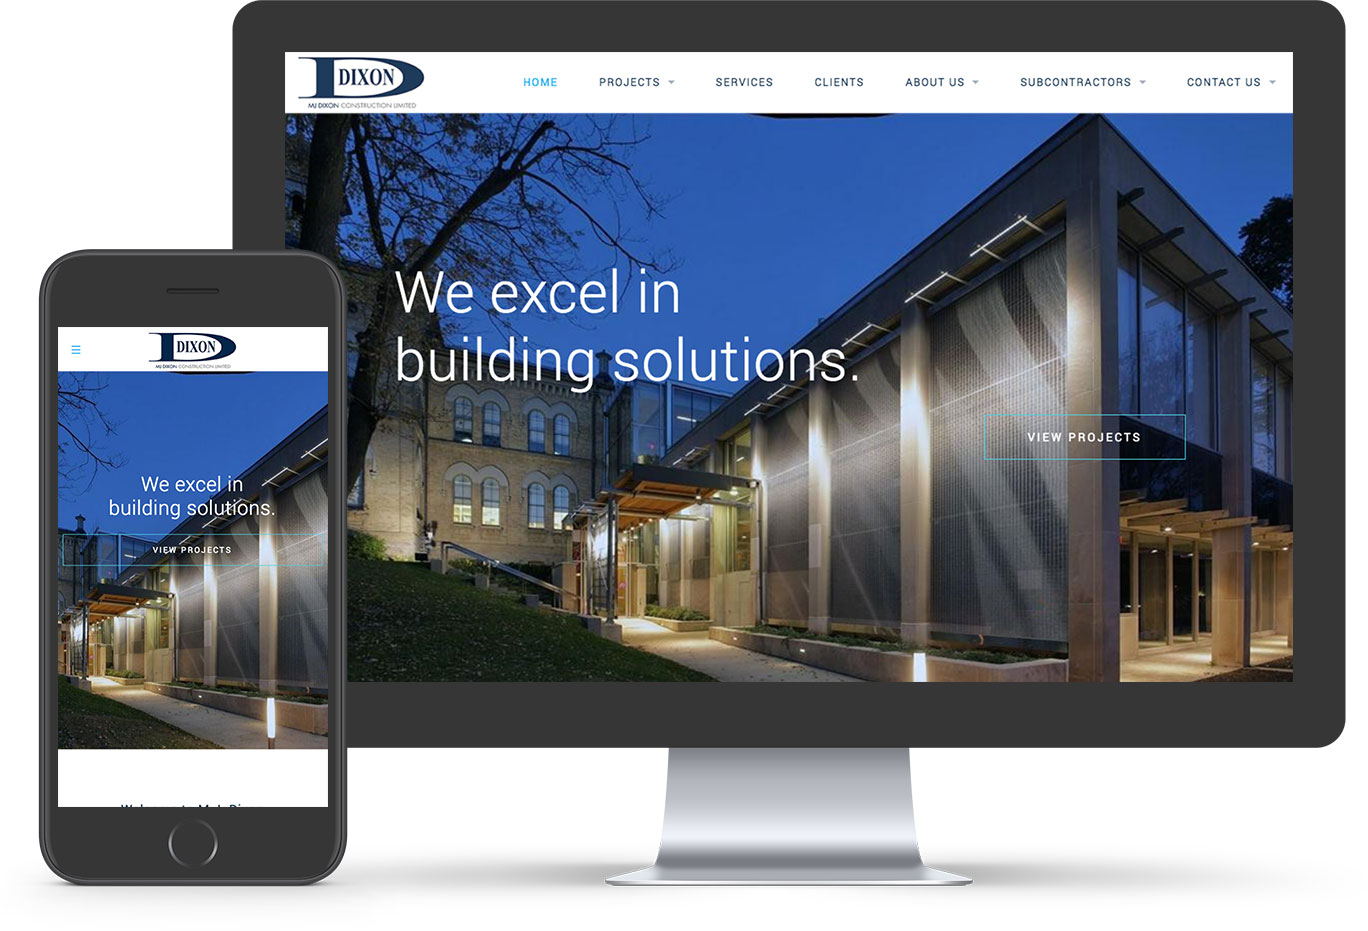 DIXON
MJ DIXON CONSTRUCTION LIMITED
HOME PROJECTS SERVICES CLIENTS ABOUT US SUBCONTRACTORS CONTACT US
We excel in
building solutions.
VIEW PROJECTS
DIXON
MJ DIXON CONSTRUCTION LIMITED
We excel in
building solutions.
VIEW PROJECTS